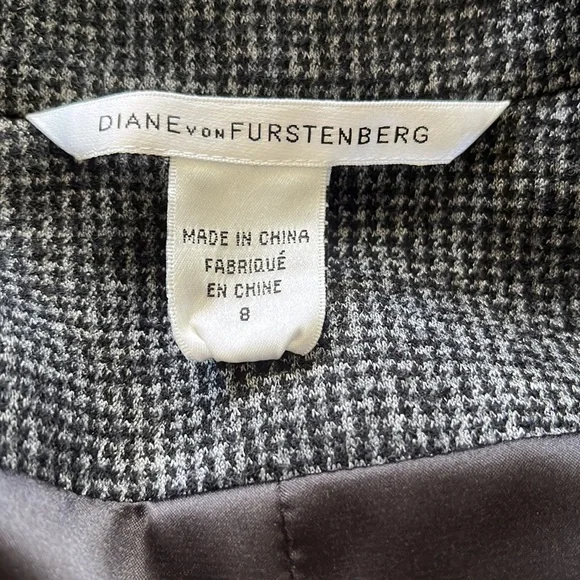 DIANE VON FURSTENBERG
MADE IN CHINA
FABRIQUÉ
EN CHINE
8